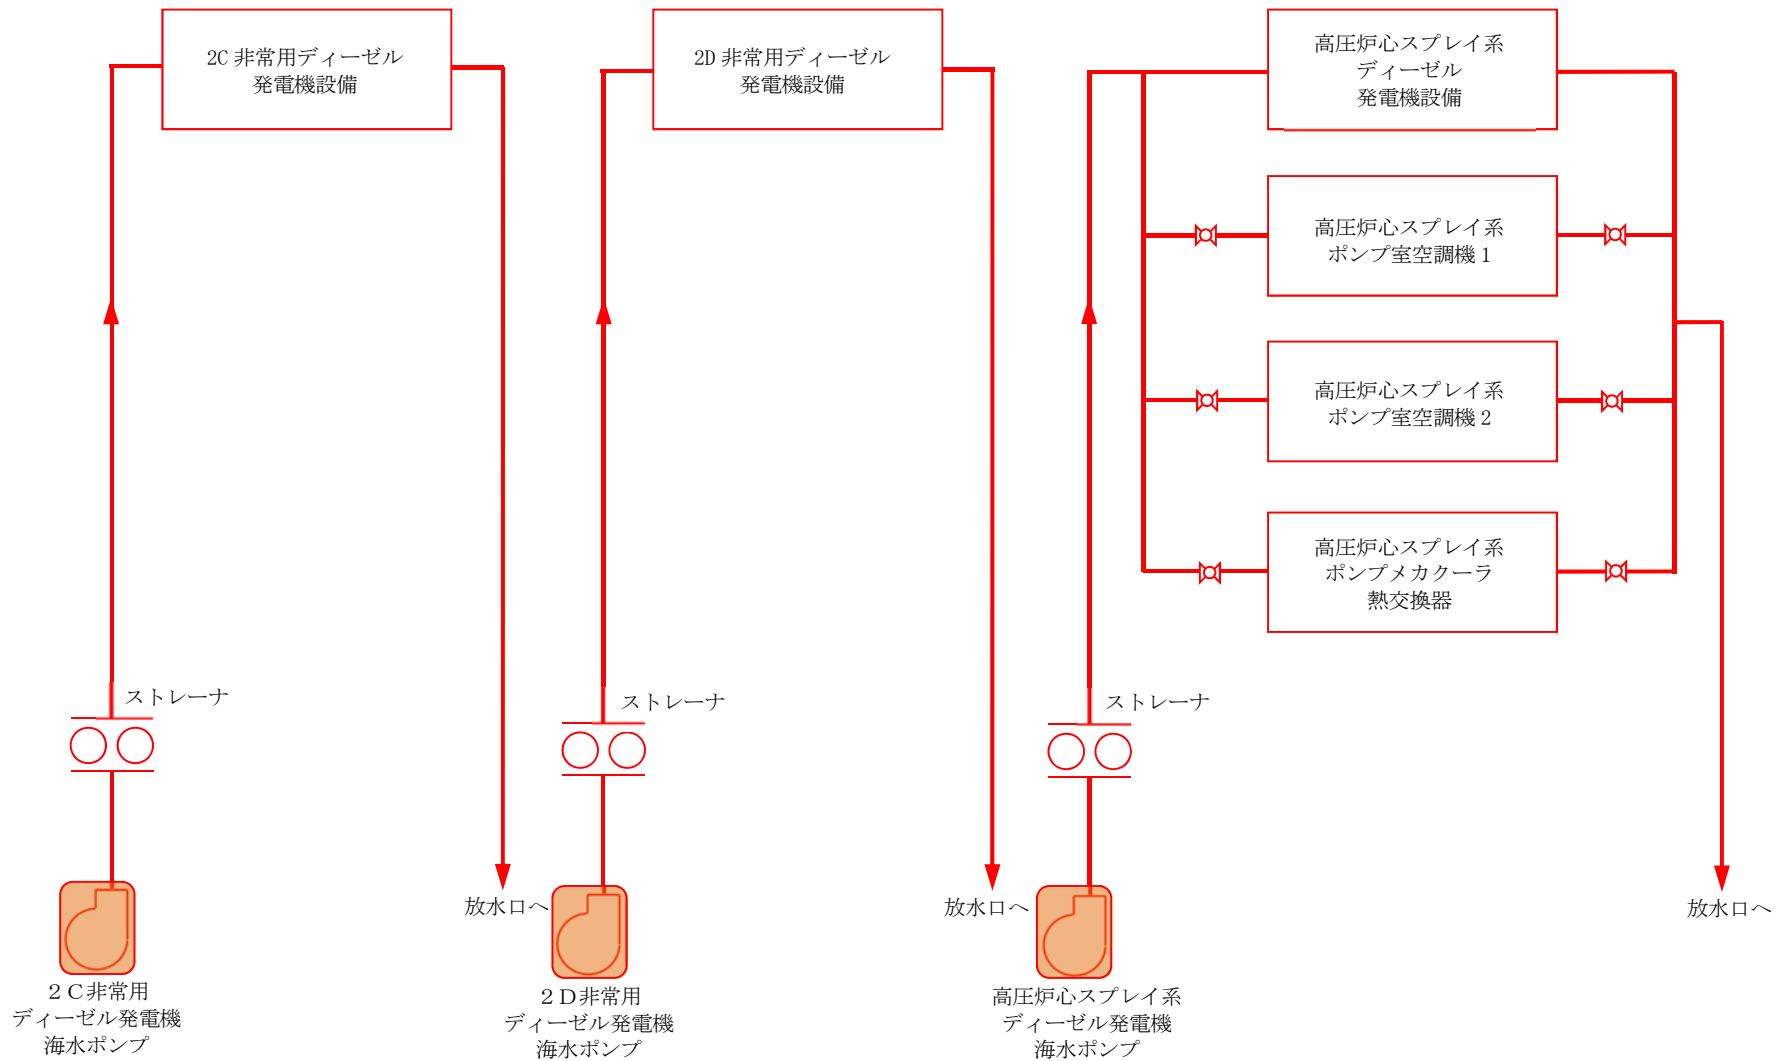 2C 非常用ディーゼル
発電機設備
2D 非常用ディーゼル
発電機設備
高圧炉心スプレイ系
ディーゼル
発電機設備
高圧炉心スプレイ系
ポンプ室空調機 1
高圧炉心スプレイ系
ポンプ室空調機 2
高圧炉心スプレイ系
ポンプメカクーラ
熱交換器
ストレーナ
ストレーナ
ストレーナ
放水口へ
放水口へ
放水口へ
２Ｃ非常用
ディーゼル発電機
海水ポンプ
２Ｄ非常用
ディーゼル発電機
海水ポンプ
高圧炉心スプレイ系
ディーゼル発電機
海水ポンプ